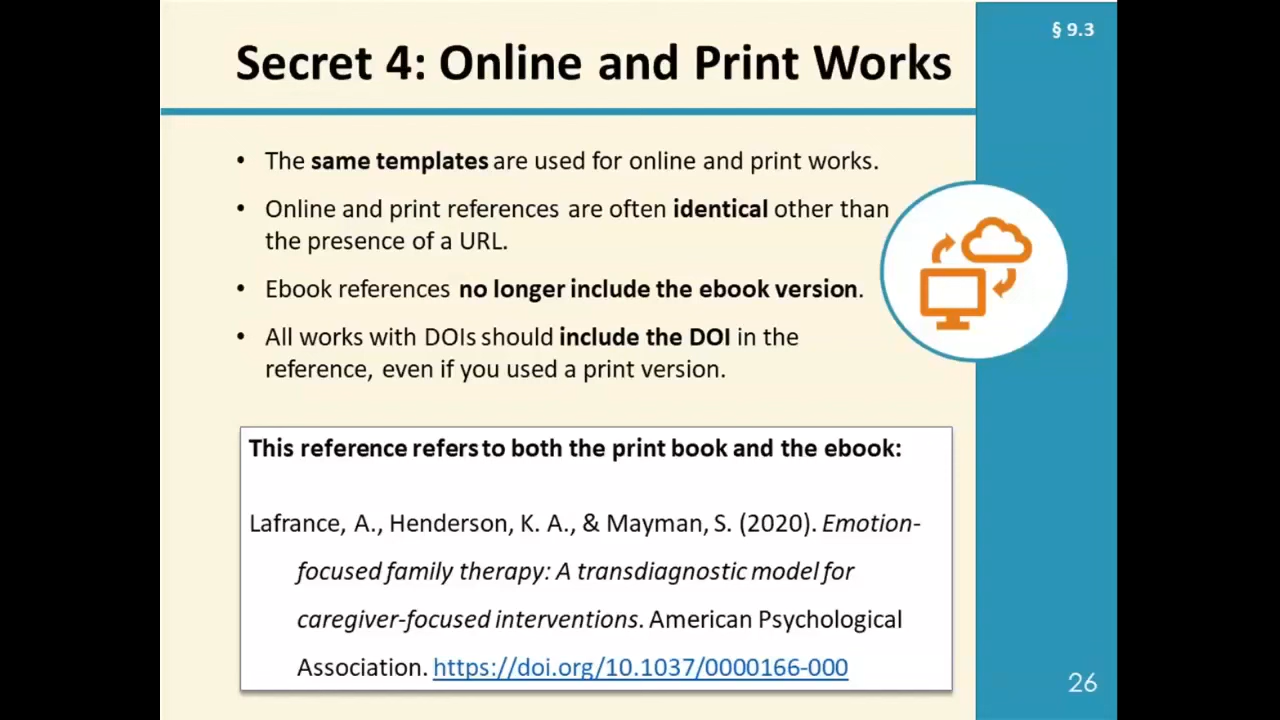 § 9.3
Secret 4: Online and Print Works
• The same templates are used for online and print works.
• Online and print references are often identical other than
the presence of a URL.
• Ebook references no longer include the ebook version.
• All works with DOIs should include the DOI in the
reference, even if you used a print version.
This reference refers to both the print book and the ebook:
Lafrance, A., Henderson, K. A., & Mayman, S. (2020). Emotion-
focused family therapy: A transdiagnostic model for
caregiver-focused interventions. American Psychological
Association. https://doi.org/10.1037/0000166-000
26